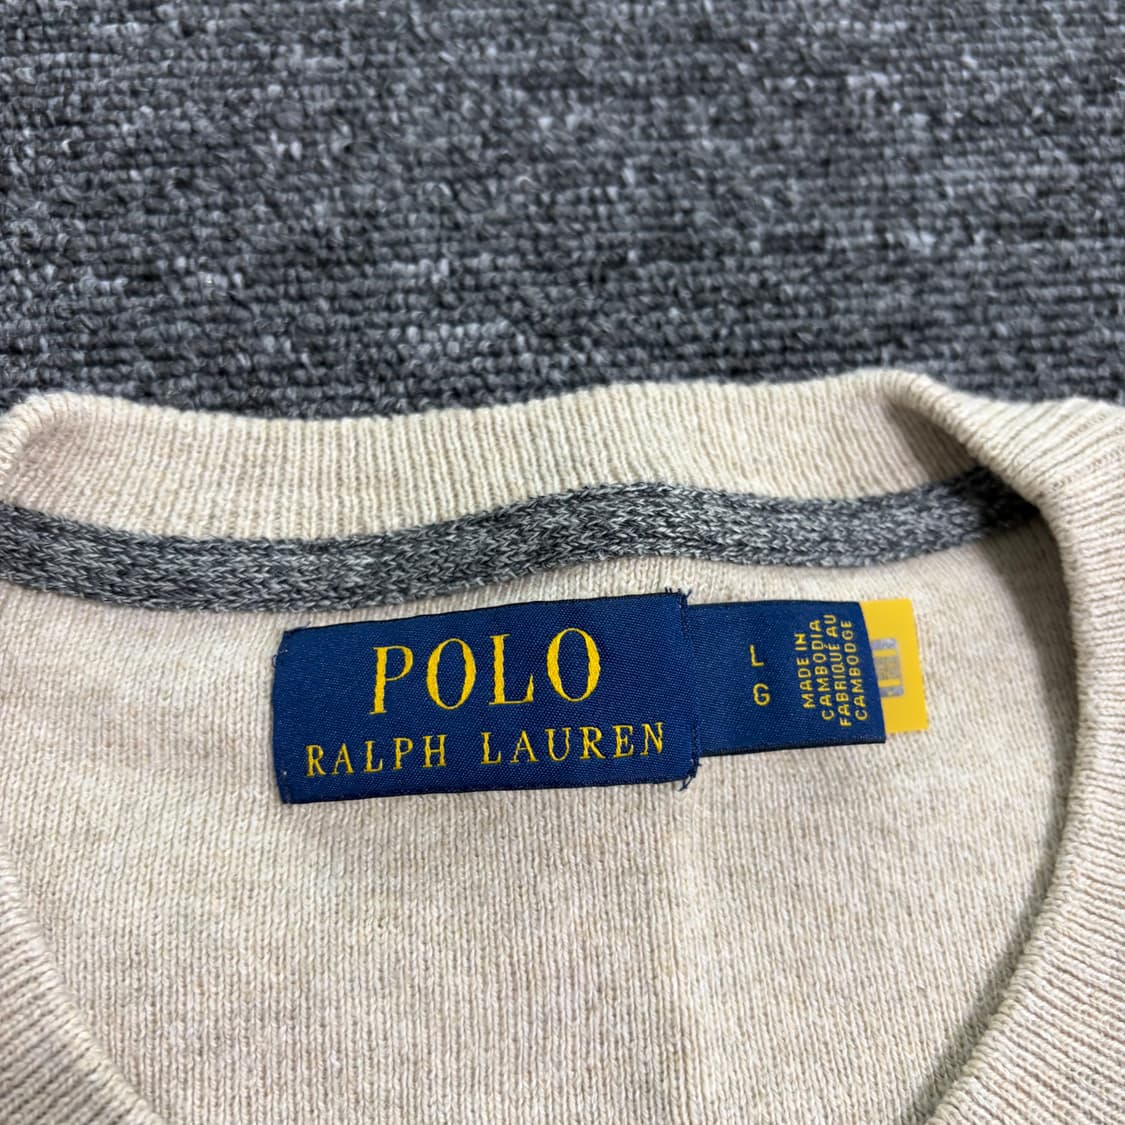 POLO
RALPH LAUREN
L
G
MADE IN
CAMBODIA
FABRIQUÉ AU
CAMBODGE